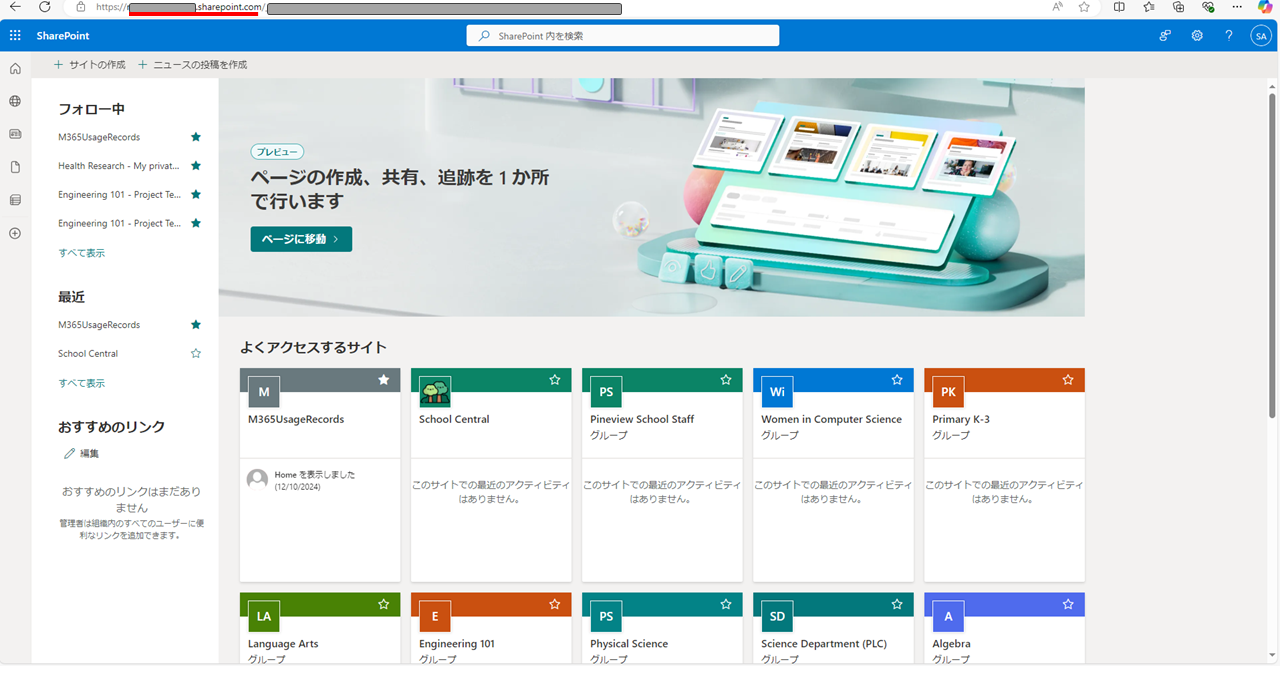 https://
.sharepoint.com/
SharePoint
SharePoint 内を検索
SA
サイトの作成
ニュースの投稿を作成
フォロー中
M365UsageRecords
Health Research - My privat...
Engineering 101 - Project Te...
Engineering 101 - Project Te...
すべて表示
最近
M365UsageRecords
School Central
すべて表示
おすすめのリンク
編集
おすすめのリンクはまだあり
ません
管理者は組織内のすべてのユーザーに便
利なリンクを追加できます。
プレビュー
ページの作成、共有、追跡を 1 か所
で行います
ページに移動
よくアクセスするサイト
M
M365UsageRecords
Home を表示しました
(12/10/2024)
School Central
このサイトでの最近のアクティビティ
はありません。
PS
Pineview School Staff
グループ
このサイトでの最近のアクティビティ
はありません。
Wi
Women in Computer Science
グループ
このサイトでの最近のアクティビティ
はありません。
PK
Primary K-3
グループ
このサイトでの最近のアクティビティ
はありません。
LA
Language Arts
グループ
E
Engineering 101
グループ
PS
Physical Science
グループ
SD
Science Department (PLC)
グループ
A
Algebra
グループ